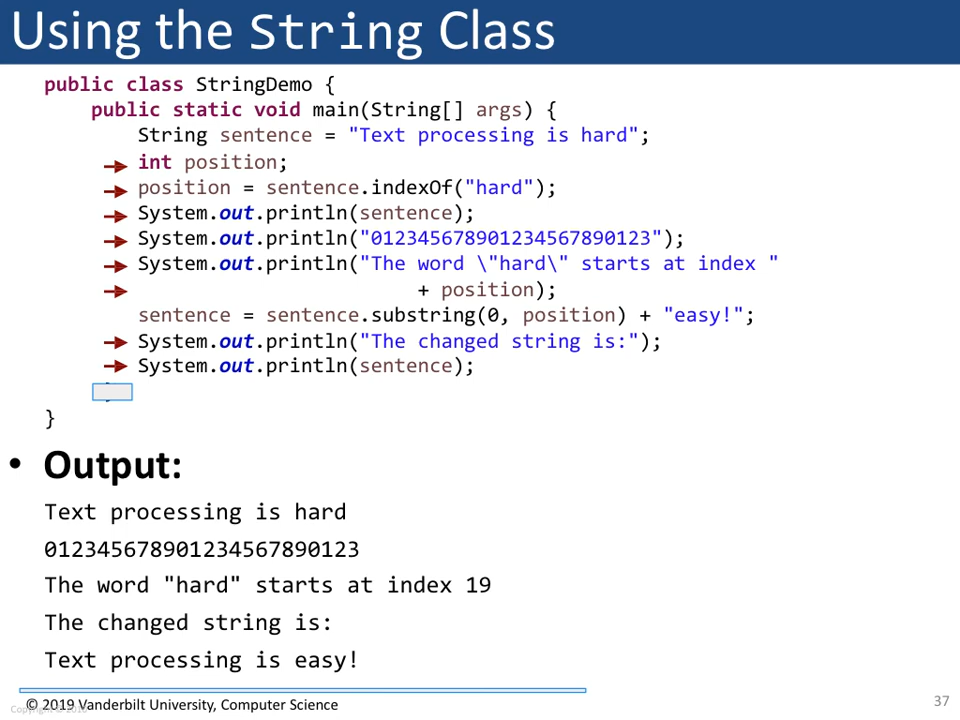 Using the String Class
public class StringDemo {
public static void main(String[] args) {
String sentence = "Text processing is hard";
int position;
position = sentence.indexOf("hard");
System.out.println(sentence);
System.out.println("012345678901234567890123");
System.out.println("The word \"hard\" starts at index "
+ position);
sentence = sentence.substring(0, position) + "easy!";
System.out.println("The changed string is:");
System.out.println(sentence);
}
• Output:
Text processing is hard
012345678901234567890123
The word "hard" starts at index 19
The changed string is:
Text processing is easy!
© 2019 Vanderbilt University, Computer Science
37